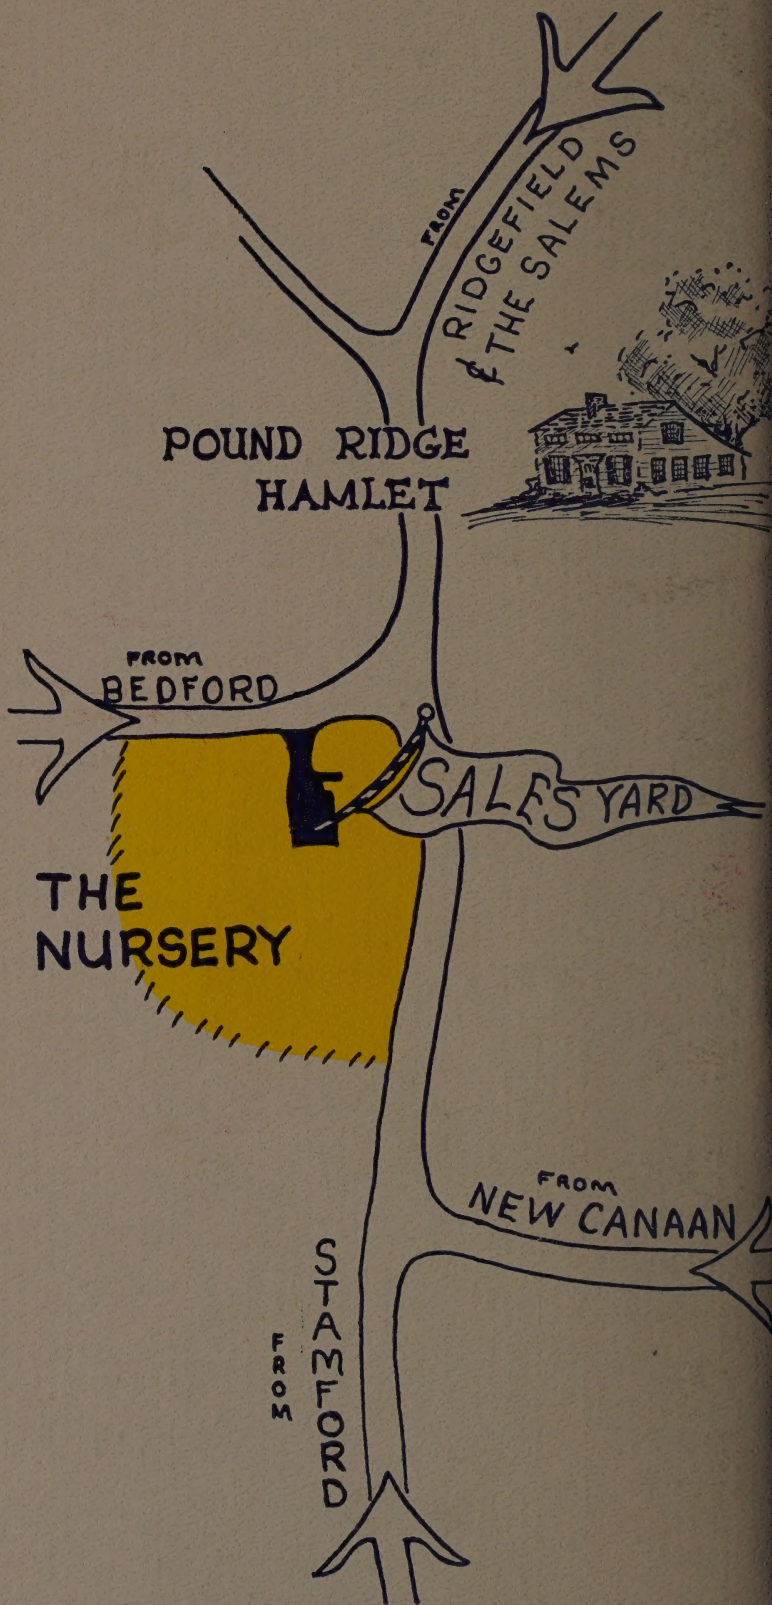 FROM
RIDGEFIELD
& THE SALEMS
POUND RIDGE
HAMLET
FROM
BEDFORD
SALES YARD
THE
NURSERY
FROM
NEW CANAAN
FROM
STAMFORD